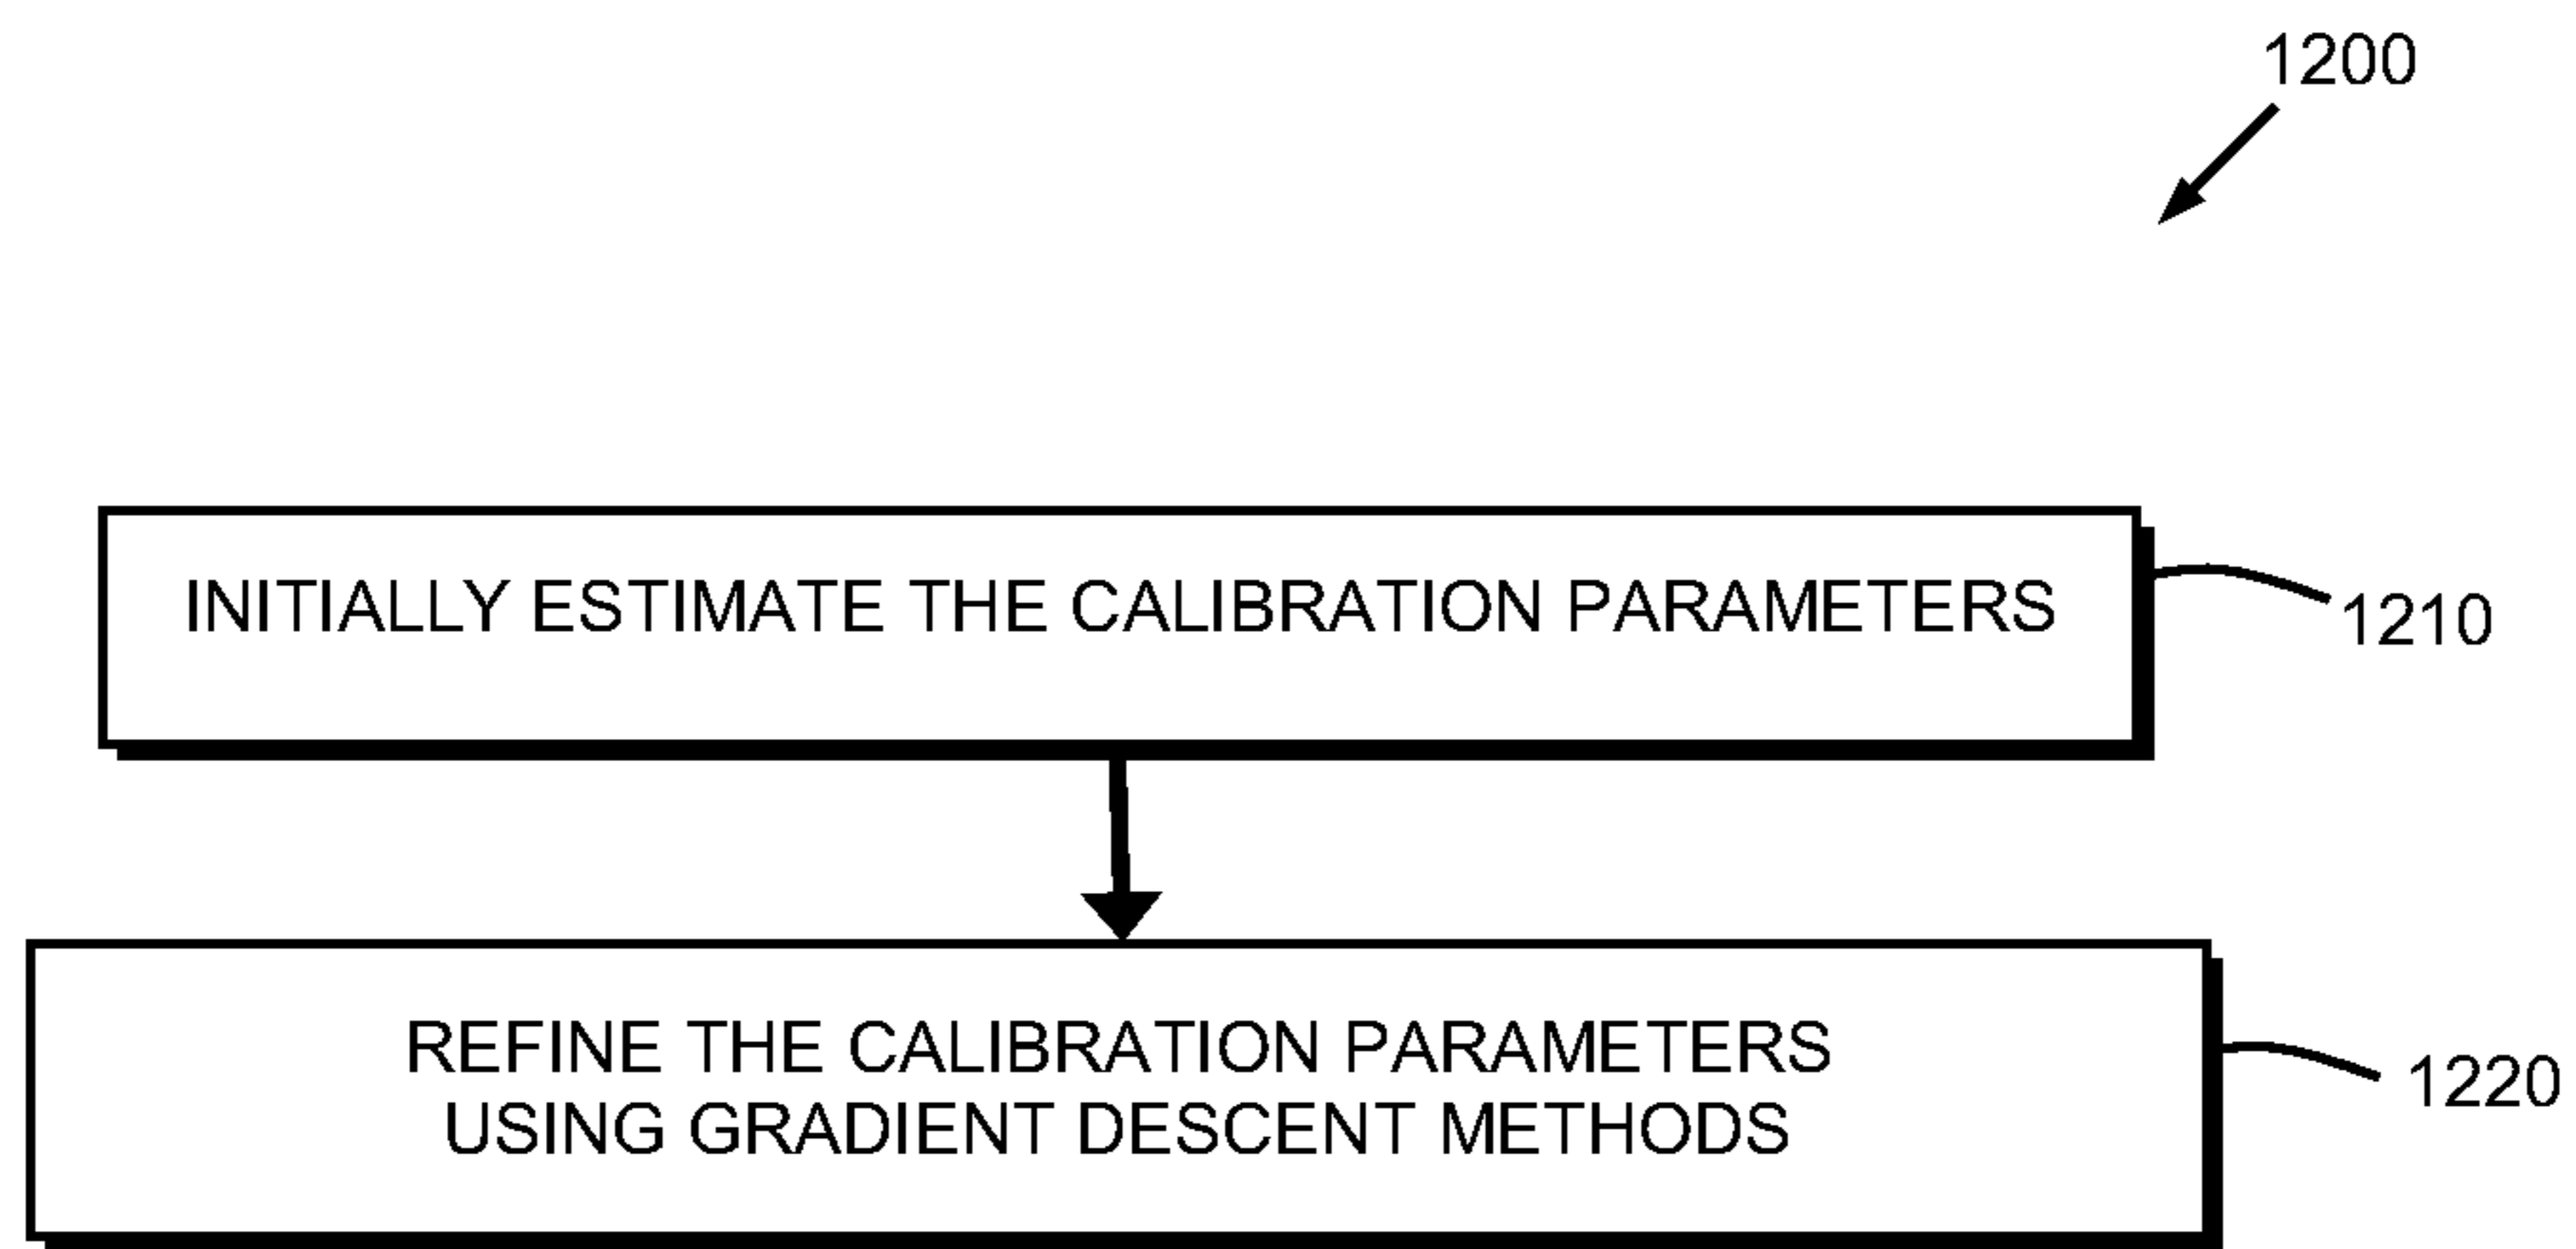 1200
INITIALLY ESTIMATE THE CALIBRATION PARAMETERS
1210
REFINE THE CALIBRATION PARAMETERS
USING GRADIENT DESCENT METHODS
1220